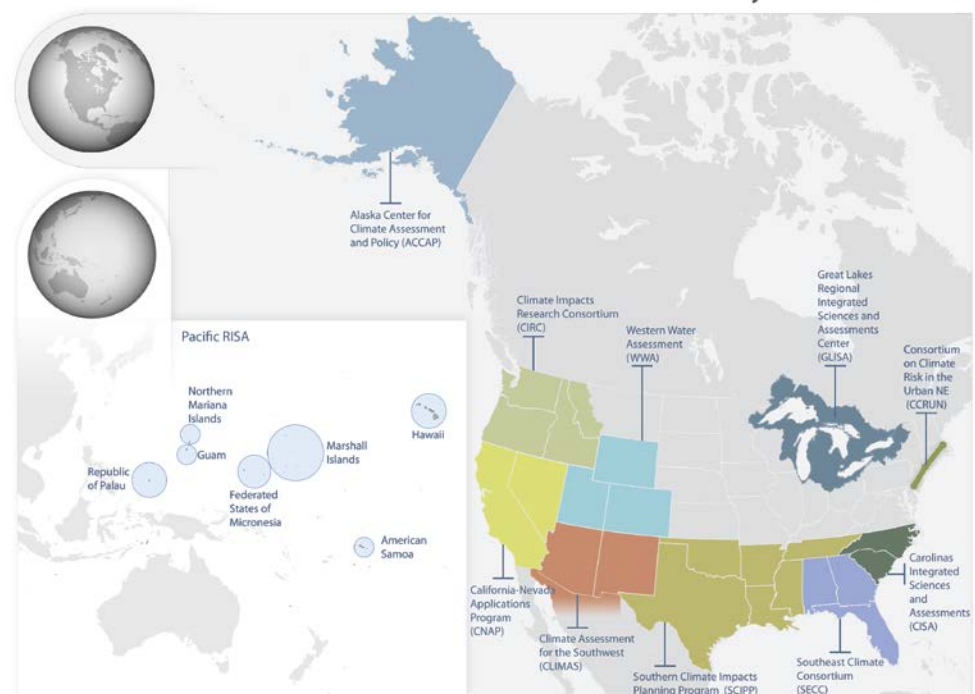 Alaska Center for
Climate Assessment
and Policy (ACCAP)
Great Lakes
Regional
Integrated
Sciences and
Assessments
Center
(GLISA)
Climate Impacts
Research Consortium
(CIRC)
Western Water
Assessment
(WWA)
Consortium
on Climate
Risk in the
Urban NE
(CCRUN)
Pacific RISA
Northern
Mariana
Islands
Guam
Hawaii
Marshall
Islands
Republic
of Palau
Federated
States of
Micronesia
American
Samoa
California-Nevada
Applications
Program
(CNAP)
Climate Assessment
for the Southwest
(CLIMAS)
Southern Climate Impacts
Planning Program (SCIPP)
Southeast Climate
Consortium
(SECC)
Carolinas
Integrated
Sciences
and
Assessments
(CISA)